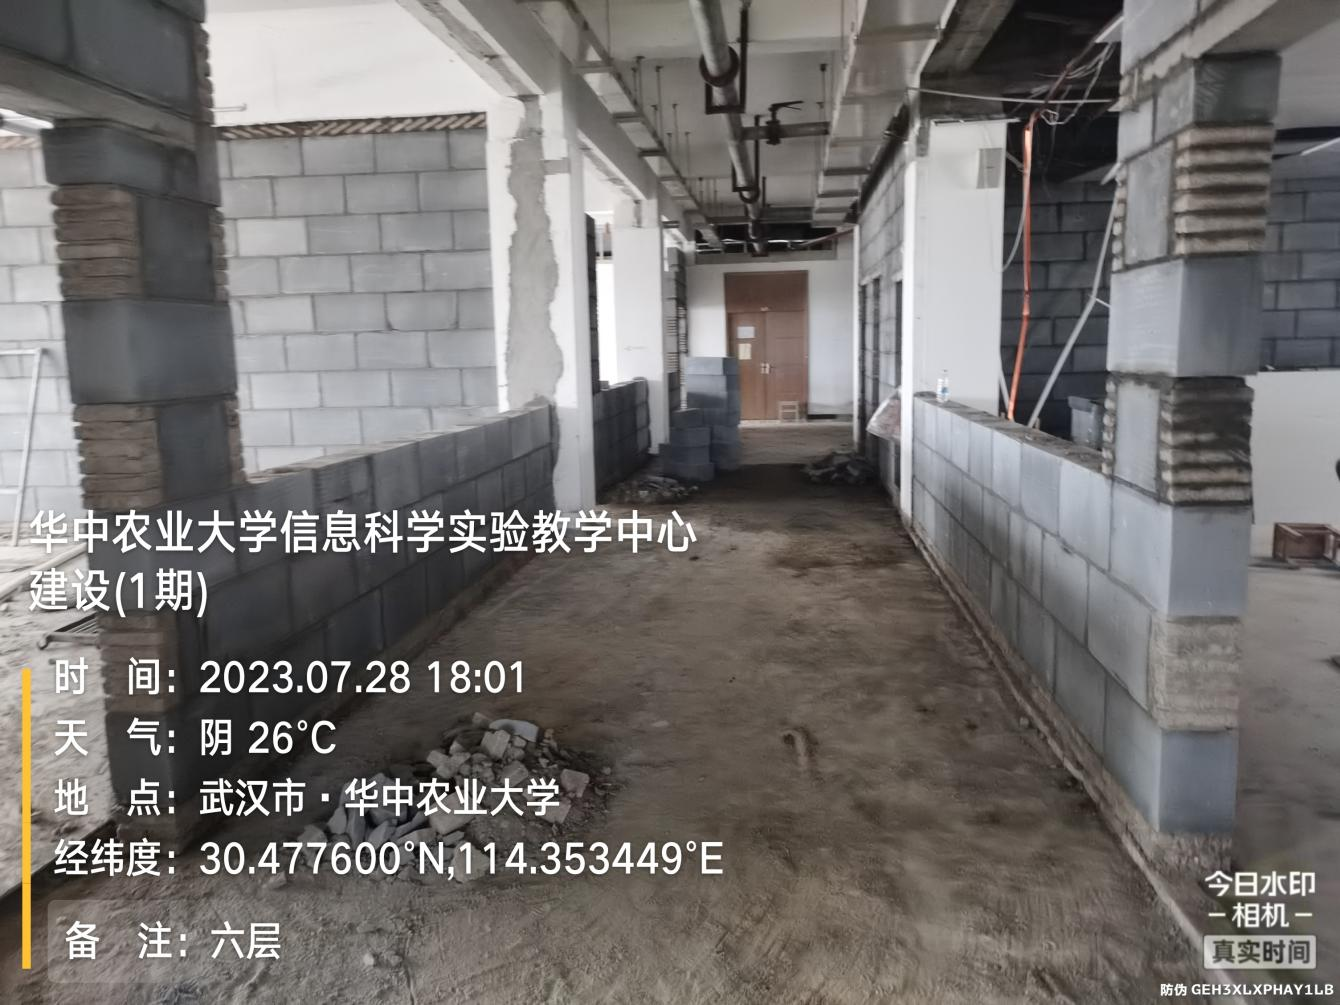 华中农业大学信息科学实验教学中心
建设(1期)
时 间：2023.07.28 18:01
天 气：阴 26°C
地 点：武汉市·华中农业大学
经纬度：30.477600°N,114.353449°E
备 注：六层
今日水印
-相机-
真实时间
防伪 GEH3XLXPHAY1LB